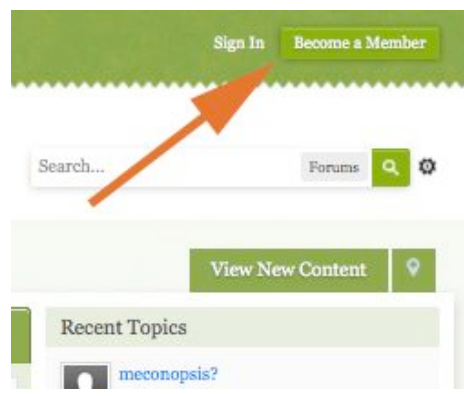 Sign In Become a Member
Search... Forums
View New Content
Recent Topics
meconopsis?